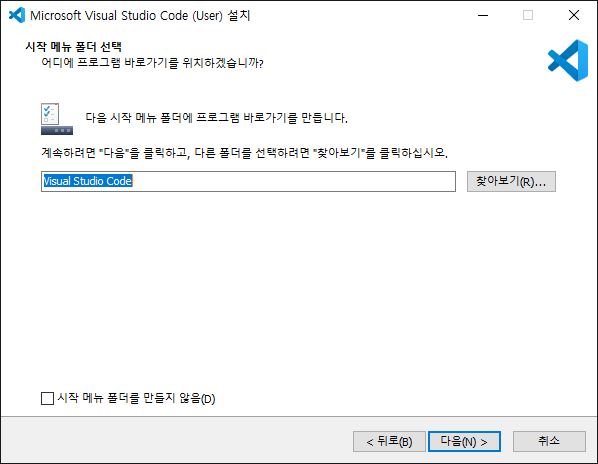 Microsoft Visual Studio Code (User) 설치
시작 메뉴 폴더 선택
어디에 프로그램 바로가기를 위치하겠습니까?
다음 시작 메뉴 폴더에 프로그램 바로가기를 만듭니다.
계속하려면 "다음"을 클릭하고, 다른 폴더를 선택하려면 "찾아보기"를 클릭하십시오.
Visual Studio Code
찾아보기(R)...
시작 메뉴 폴더를 만들지 않음(D)
< 뒤로(B)
다음(N) >
취소